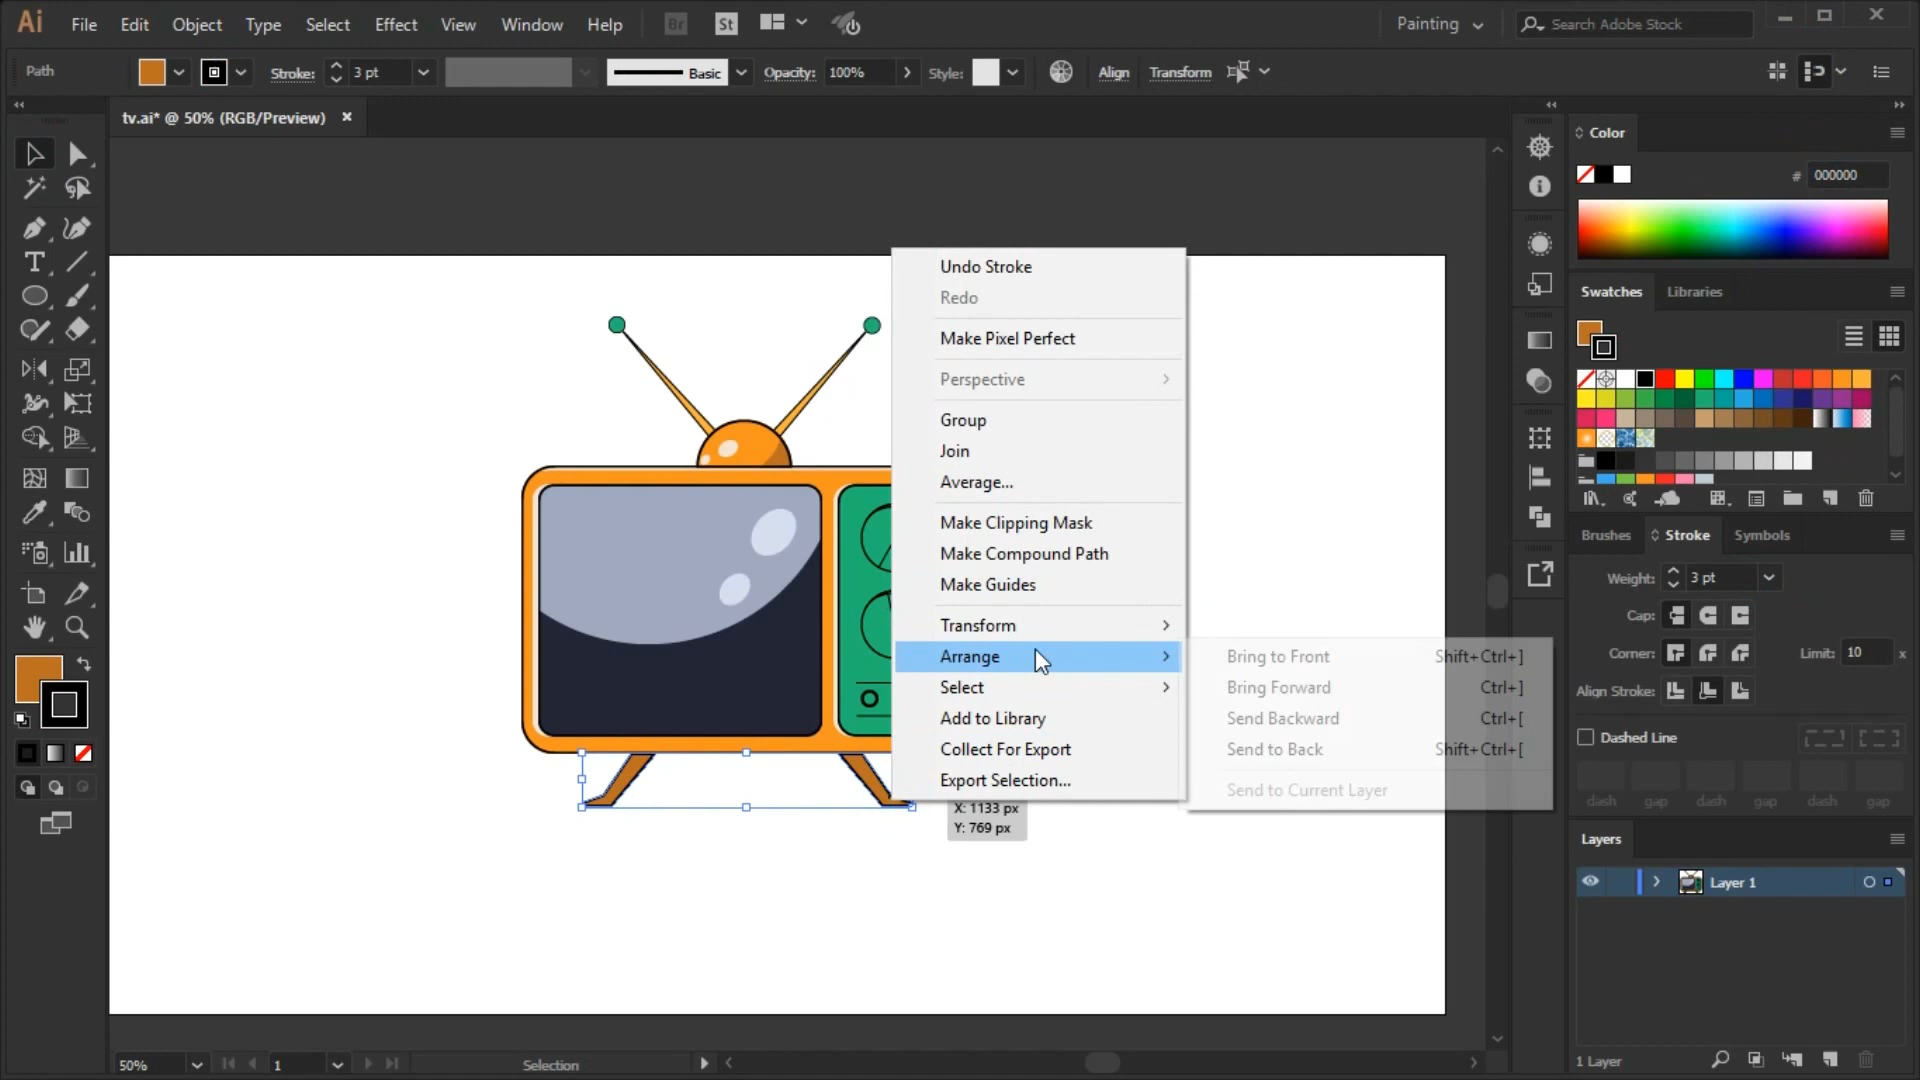 Ai File Edit Object Type Select Effect View Window Help Br St Painting Search Adobe Stock
Path Stroke: 3 pt Basic Opacity: 100% Style: Align Transform
tv.ai* @ 50% (RGB/Preview)
Color
# 000000
Swatches Libraries
Undo Stroke
Redo
Make Pixel Perfect
Perspective
Group
Join
Average...
Make Clipping Mask
Make Compound Path
Make Guides
Transform
Arrange
Select
Add to Library
Collect For Export
Export Selection...
Bring to Front Shift+Ctrl+]
Bring Forward Ctrl+]
Send Backward Ctrl+[
Send to Back Shift+Ctrl+[
Send to Current Layer
X: 1133 px
Y: 769 px
Brushes Stroke Symbols
Weight: 3 pt
Cap:
Corner: Limit: 10 x
Align Stroke:
Dashed Line
dash gap dash gap dash gap
Layers
Layer 1
1 Layer
50% 1 Selection